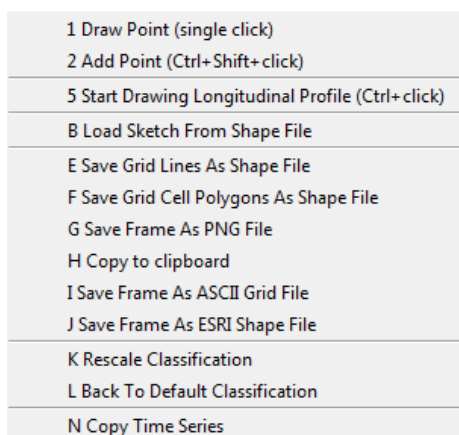 1 Draw Point (single click)
2 Add Point (Ctrl+Shift+click)
5 Start Drawing Longitudinal Profile (Ctrl+click)
B Load Sketch From Shape File
E Save Grid Lines As Shape File
F Save Grid Cell Polygons As Shape File
G Save Frame As PNG File
H Copy to clipboard
I Save Frame As ASCII Grid File
J Save Frame As ESRI Shape File
K Rescale Classification
L Back To Default Classification
N Copy Time Series